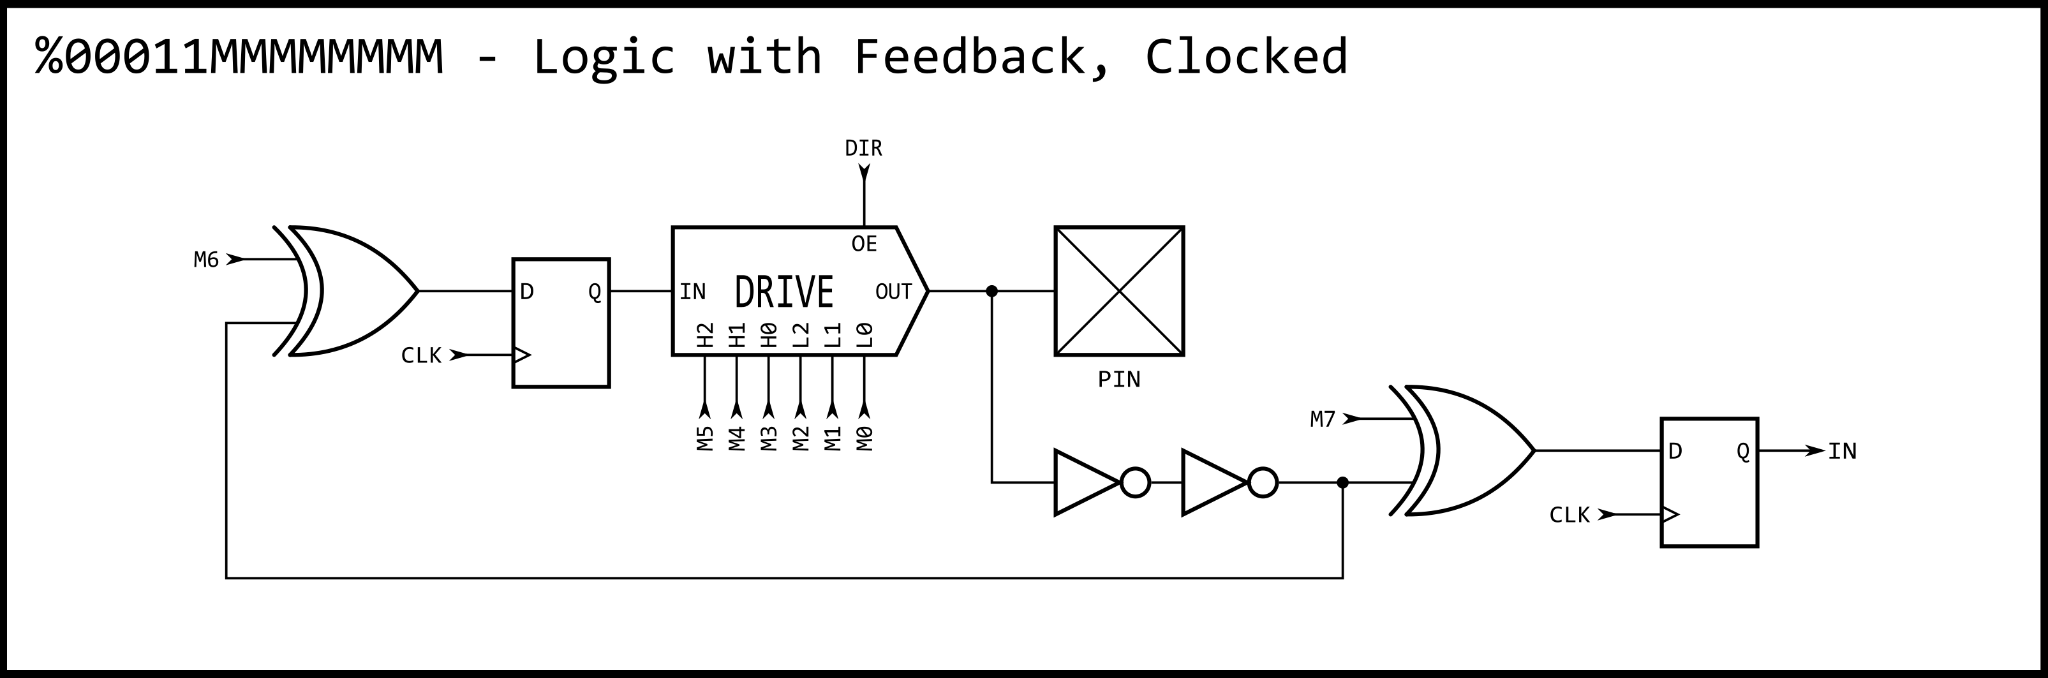 %00011MMMMMMMM - Logic with Feedback, Clocked
DIR
OE
M6
D Q
IN DRIVE OUT
H2 H1 H0 L2 L1 L0
CLK
PIN
M5 M4 M3 M2 M1 M0
M7
D Q
IN
CLK